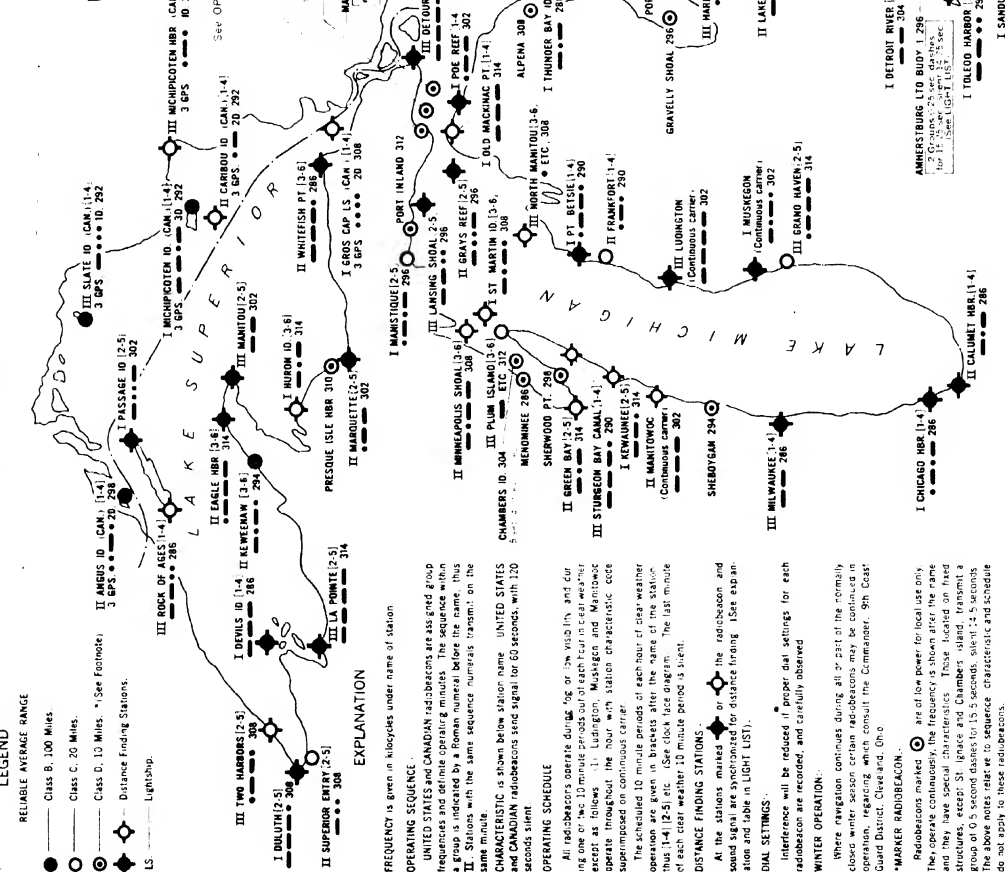 LEGEND
RELIABLE AVERAGE RANGE
Class B, 100 Miles.
Class C, 20 Miles.
Class D, 10 Miles. *(See Footnote)
Distance Finding Stations.
LS Lightship.
III TWO HARBORS [2-5]
308
I DULUTH [2-5]
308
II SUPERIOR ENTRY [2-5]
308
II ANGUS ID (CAN.) [1-4]
3 GPS. 20 298
III ROCK OF AGES [1-4]
286
I DEVILS ID [1-4]
286
III LA POINTE [2-5]
314
I PASSAGE ID [2-5]
302
II EAGLE HBR [3-6]
314
II KEWEENAW [3-6]
294
III MANITOU [2-5]
302
I HURON ID. [3-6]
314
PRESQUE ISLE HBR 310
II MARQUETTE [2-5]
302
LAKE SUPERIOR
III SLATE ID (CAN.) [1-4]
3 GPS. 10. 292
I MICHIPICOTEN ID. (CAN.) [1-4]
3 GPS 10 292
III MICHIPICOTEN HBR
3 GPS 10
II CARIBOU ID (CAN.) [1-4]
3 GPS. 20 292
See
II WHITEFISH PT [3-6]
286
I GROS CAP LS (CAN) [1-4]
3 GPS 20 308
III DETOUR
II POE REEF [1-4]
302
I OLD MACKINAC PT. [1-4]
314
PORT INLAND 312
I MANISTIQUE [2-5]
296
III LANSING SHOAL 2-5
296
II GRAYS REEF [2-5]
296
I ST MARTIN ID. [3-6,
308
II MINNEAPOLIS SHOAL [3-6]
308
III PLUM ISLAND [3-6]
ETC 312
CHAMBERS ID. 304
MENOMINEE 286
SHERWOOD PT. 298
II GREEN BAY [2-5]
314
III STURGEON BAY CANAL [1-4]
290
I KEWAUNEE [2-5]
314
II MANITOWOC
(Continuous carrier)
302
SHEBOYGAN 294
III MILWAUKEE [1-4]
286
I CHICAGO HBR. [1-4]
286
II CALUMET HBR. [1-4]
286
LAKE MICHIGAN
III NORTH MANITOU [3-6,
ETC. 308
I PT BETSIE [1-4]
290
II FRANKFORT [1-4]
290
III LUDINGTON
(Continuous carrier)
302
I MUSKEGON
(Continuous carrier)
302
III GRAND HAVEN [2-5]
314
ALPENA 308
I THUNDER BAY ID
GRAVELLY SHOAL 296
II LAKE
I DETROIT RIVER
304
AMHERSTBURG LTD BUOY 1 296
(See LIGHT LIST)
I TOLEDO HARBOR
I SANDU
EXPLANATION
FREQUENCY is given in kilocycles under name of station
OPERATING SEQUENCE:
UNITED STATES and CANADIAN radiobeacons are assigned group
frequencies and definite operating minutes The sequence within
a group is indicated by a Roman numeral before the name, thus
II. Stations with the same sequence numerals transmit on the
same minute.
CHARACTERISTIC is shown below station name UNITED STATES
and CANADIAN radiobeacons send signal for 60 seconds, with 120
seconds silent
OPERATING SCHEDULE
All radiobeacons operate during fog or low visibility and dur
ing one or two 10 minute periods out of each hour in clear weather
except as follows (1) Ludington, Muskegon and Manitowoc
operate throughout the hour with station characteristic code
superimposed on continuous carrier.
The scheduled 10 minute periods of each hour of clear weather
operation are given in brackets after the name of the station
thus [1-4] [2-5] etc. (See clock face diagram) The last minute
of each clear weather 10 minute period is silent.
DISTANCE FINDING STATIONS:
At the stations marked or the radiobeacon and
sound signal are synchronized for distance finding (See explan-
ation and table in LIGHT LIST).
DIAL SETTINGS:
Interference will be reduced if proper dial settings for each
radiobeacon are recorded, and carefully observed
WINTER OPERATION:
Where navigation continues during all or part of the normally
closed winter season certain radiobeacons may be continued in
operation, regarding which consult the Commander, 9th Coast
Guard District, Cleveland, Ohio
*MARKER RADIOBEACON:
Radiobeacons marked are of low power for local use only
They operate continuously, the frequency is shown after the name
and they have special characteristics Those located on fixed
structures, except St Ignace and Chambers island, transmit a
group of 0.5 second dashes for 15.5 seconds, silent 14.5 seconds
The above notes relative to sequence characteristic and schedule
do not apply to these radiobeacons.